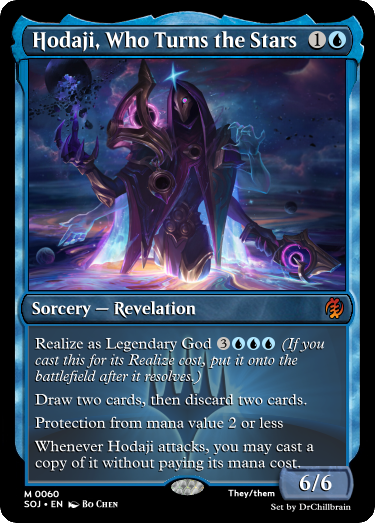 Hodaji, Who Turns the Stars 1
Sorcery — Revelation
Realize as Legendary God 3 (If you
cast this for its Realize cost, put it onto the
battlefield after it resolves.)
Draw two cards, then discard two cards.
Protection from mana value 2 or less
Whenever Hodaji attacks, you may cast a
copy of it without paying its mana cost.
6/6
M 0060
SOJ • EN Bo Chen
They/them
Set by DrChillbrain